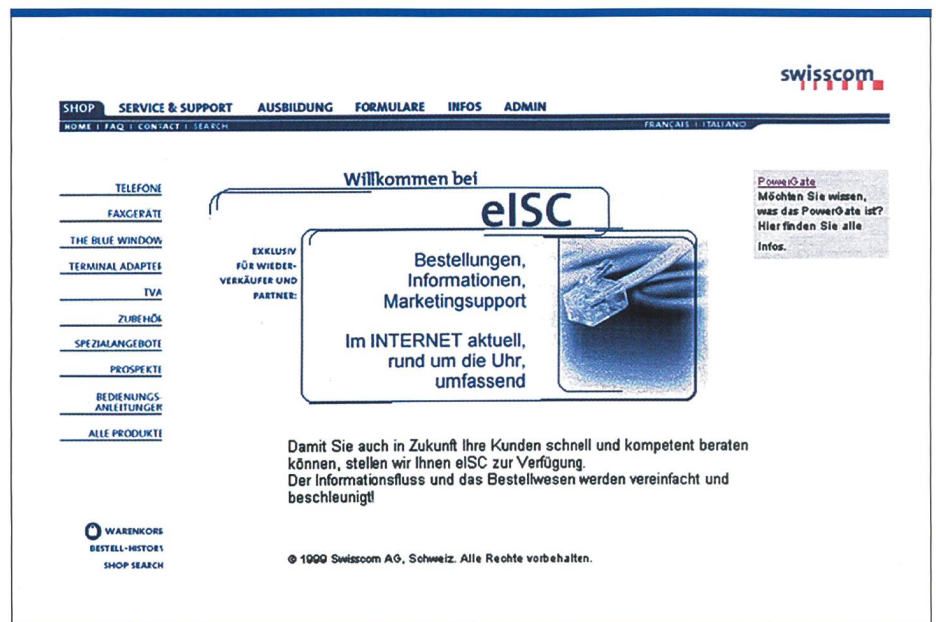 swisscom
SHOP SERVICE & SUPPORT AUSBILDUNG FORMULARE INFOS ADMIN
HOME | FAQ | CONTACT | SEARCH FRANÇAIS | ITALIANO
TELEFONE
FAXGERÄTE
THE BLUE WINDOW
TERMINAL ADAPTER
TVA
ZUBEHÖR
SPEZIALANGEBOTE
PROSPEKTE
BEDIENUNGS-
ANLEITUNGEN
ALLE PRODUKTE
WARENKORB
BESTELL-HISTORY
SHOP SEARCH
Willkommen bei
eISC
EXKLUSIV
FÜR WIEDER-
VERKÄUFER UND
PARTNER:
Bestellungen,
Informationen,
Marketingsupport
Im INTERNET aktuell,
rund um die Uhr,
umfassend
Damit Sie auch in Zukunft Ihre Kunden schnell und kompetent beraten
können, stellen wir Ihnen eISC zur Verfügung.
Der Informationsfluss und das Bestellwesen werden vereinfacht und
beschleunigt!
© 1999 Swisscom AG, Schweiz. Alle Rechte vorbehalten.
PowerGate
Möchten Sie wissen,
was das PowerGate ist?
Hier finden Sie alle
Infos.